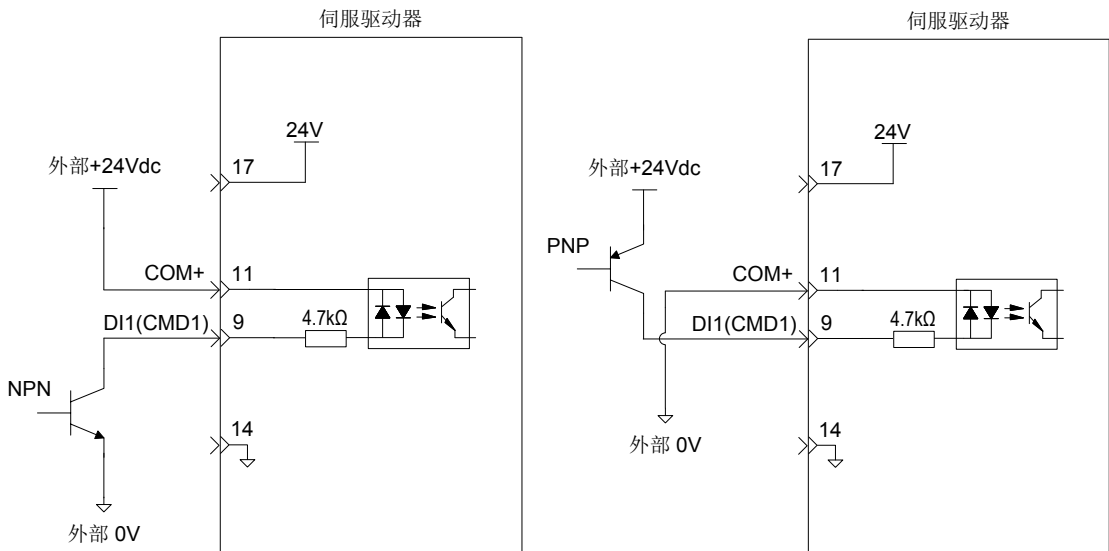 伺服驱动器
24V
17
外部+24Vdc
COM+
11
DI1(CMD1)
9
4.7kΩ
NPN
14
外部 0V
伺服驱动器
24V
17
外部+24Vdc
PNP
COM+
11
DI1(CMD1)
9
4.7kΩ
外部 0V
14